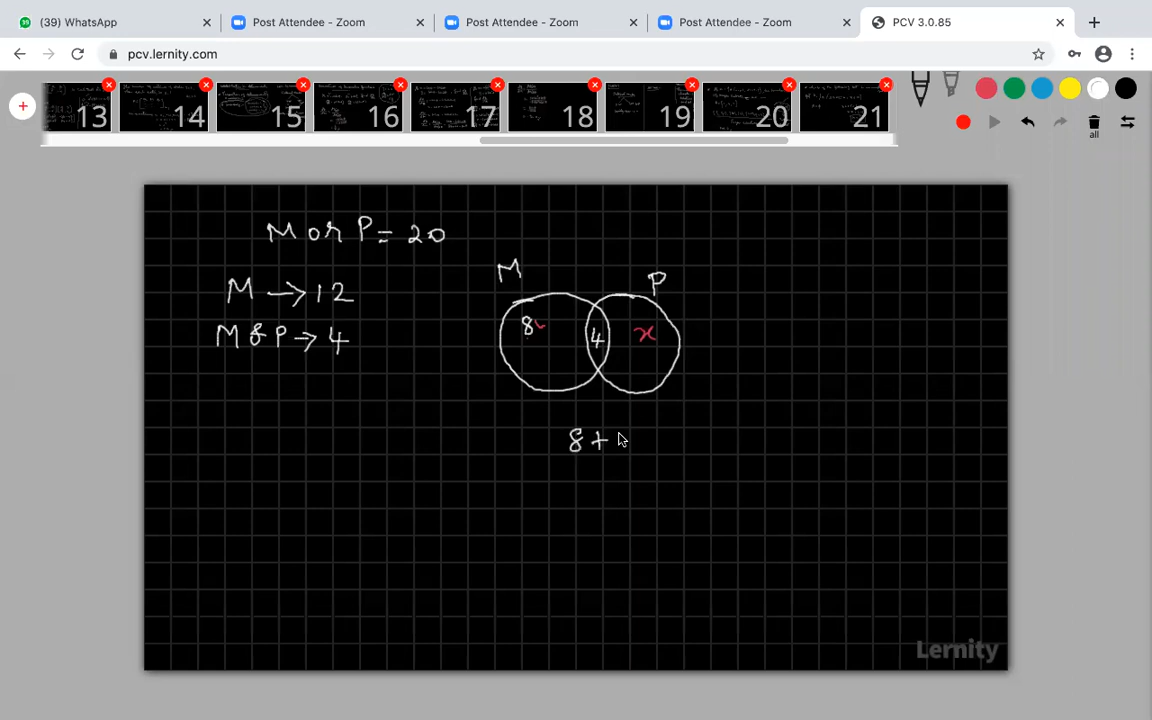 (39) WhatsApp
Post Attendee - Zoom
Post Attendee - Zoom
Post Attendee - Zoom
PCV 3.0.85
pcv.lernity.com
13
14
15
16
17
18
19
20
21
all
M or P = 20
M → 12
M & P → 4
M
P
8
4
x
8 +
Lernity